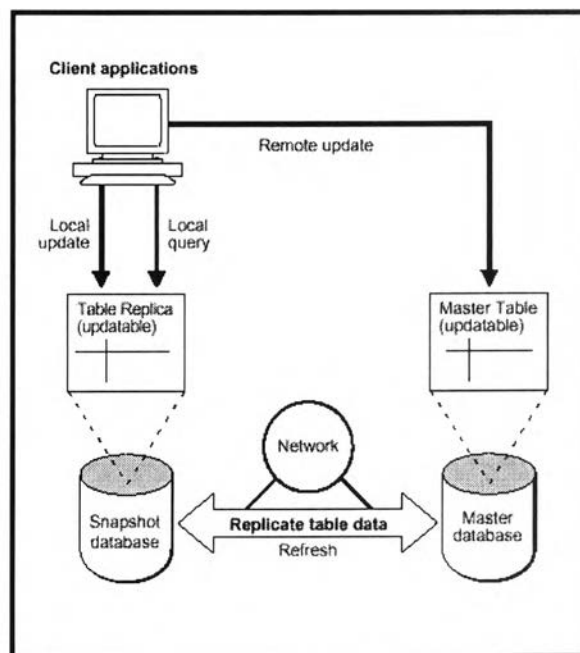 Client applications
Remote update
Local
update
Local
query
Table Replica
(updatable)
Master Table
(updatable)
Network
Snapshot
database
Replicate table data
Refresh
Master
database